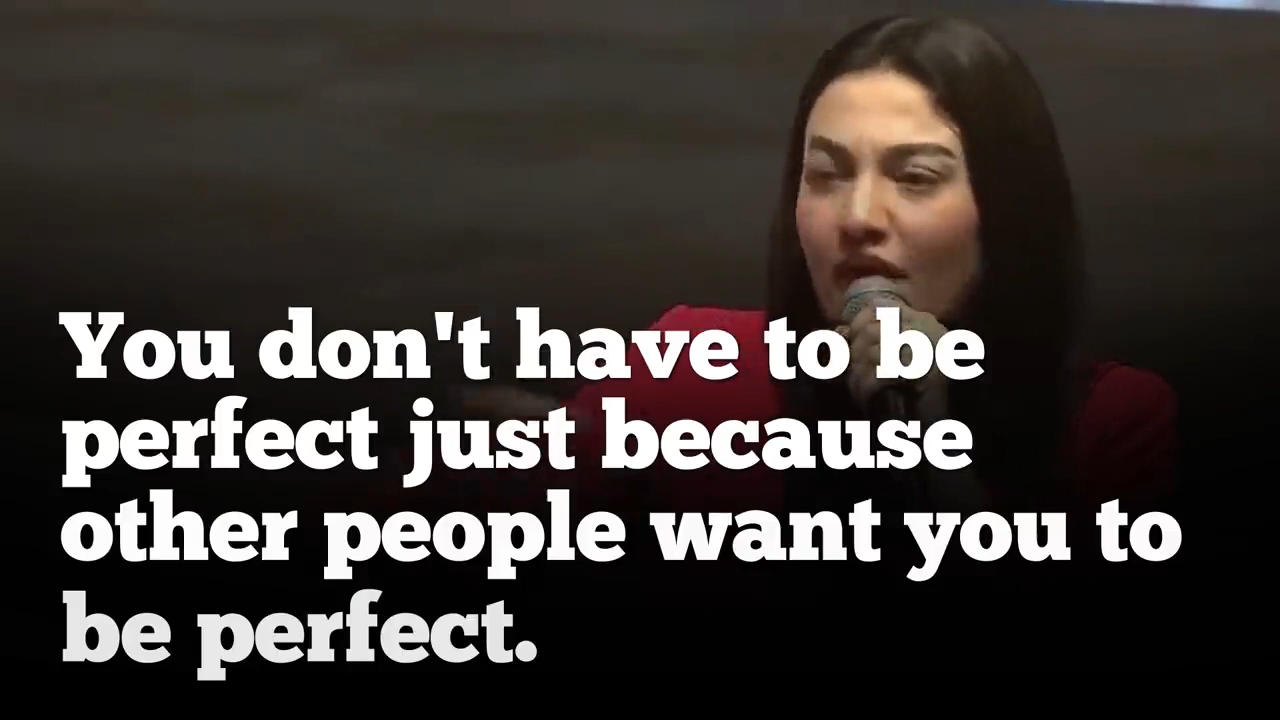 You don't have to be
perfect just because
other people want you to
be perfect.